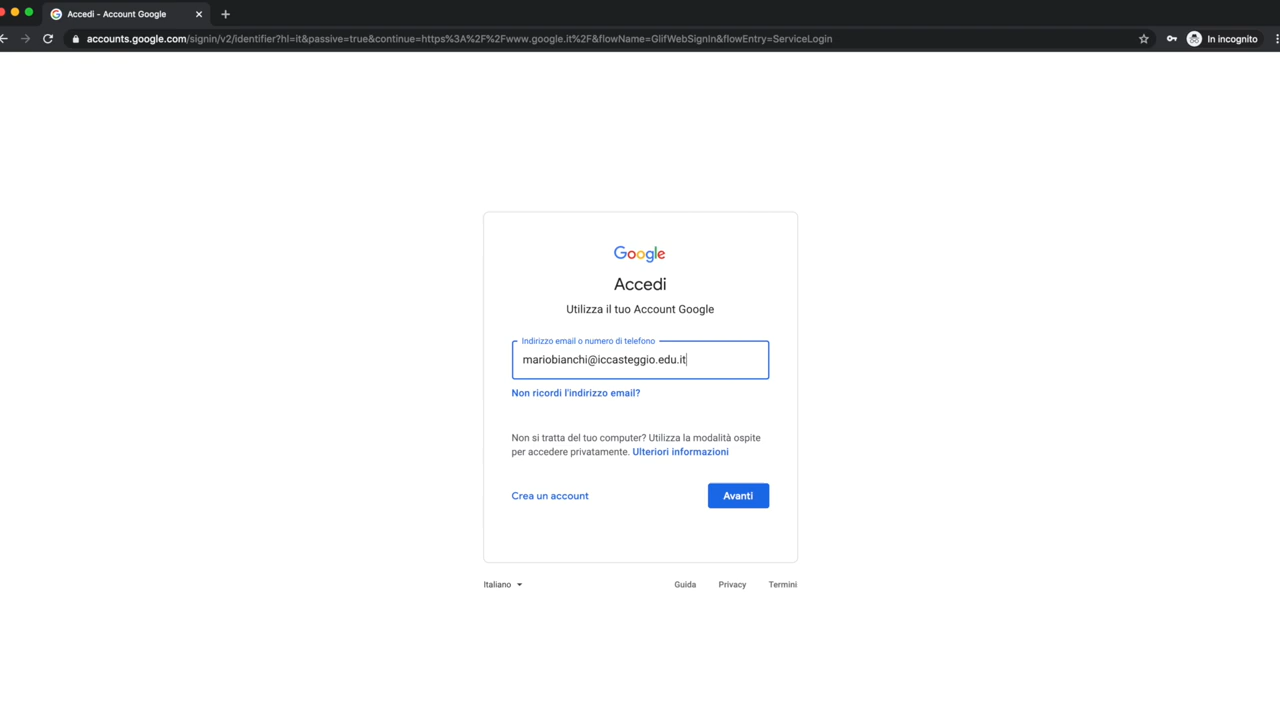 Accedi - Account Google
accounts.google.com/signin/v2/identifier?hl=it&passive=true&continue=https%3A%2F%2Fwww.google.it%2F&flowName=GlifWebSignIn&flowEntry=ServiceLogin
In incognito
Google
Accedi
Utilizza il tuo Account Google
Indirizzo email o numero di telefono
mariobianchi@iccasteggio.edu.it
Non ricordi l'indirizzo email?
Non si tratta del tuo computer? Utilizza la modalità ospite
per accedere privatamente. Ulteriori informazioni
Crea un account
Avanti
Italiano
Guida
Privacy
Termini